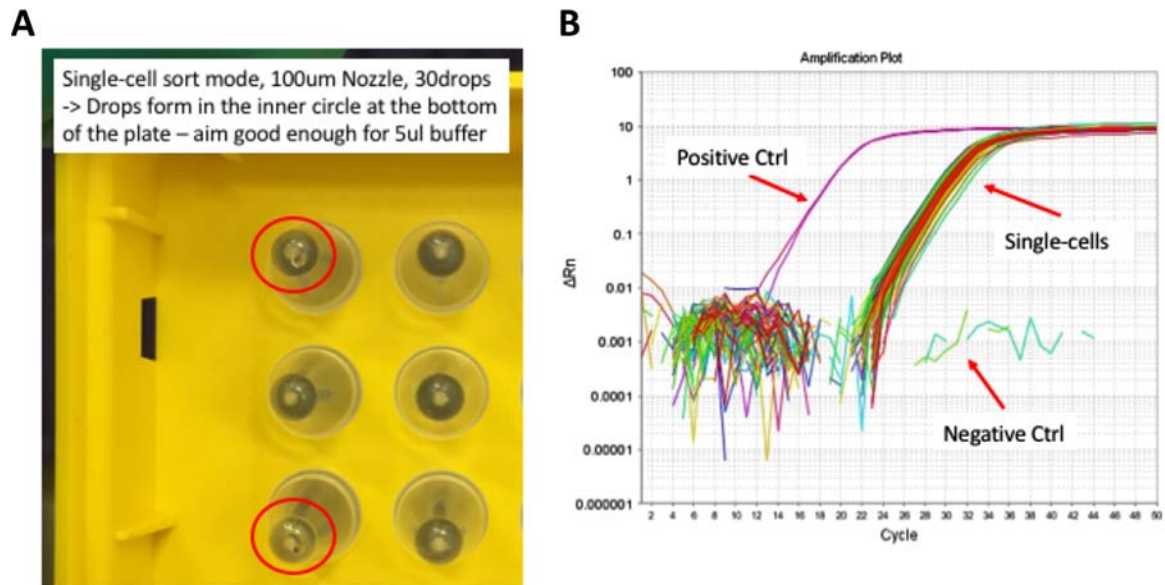 A
Single-cell sort mode, 100um Nozzle, 30drops
-> Drops form in the inner circle at the bottom
of the plate – aim good enough for 5ul buffer
B
Amplification Plot
100
10
1
0.1
0.01
0.001
0.0001
0.00001
0.000001
ΔRn
Positive Ctrl
Single-cells
Negative Ctrl
2 4 6 8 10 12 14 16 18 20 22 24 26 28 30 32 34 36 38 40 42 44 46 48 50
Cycle